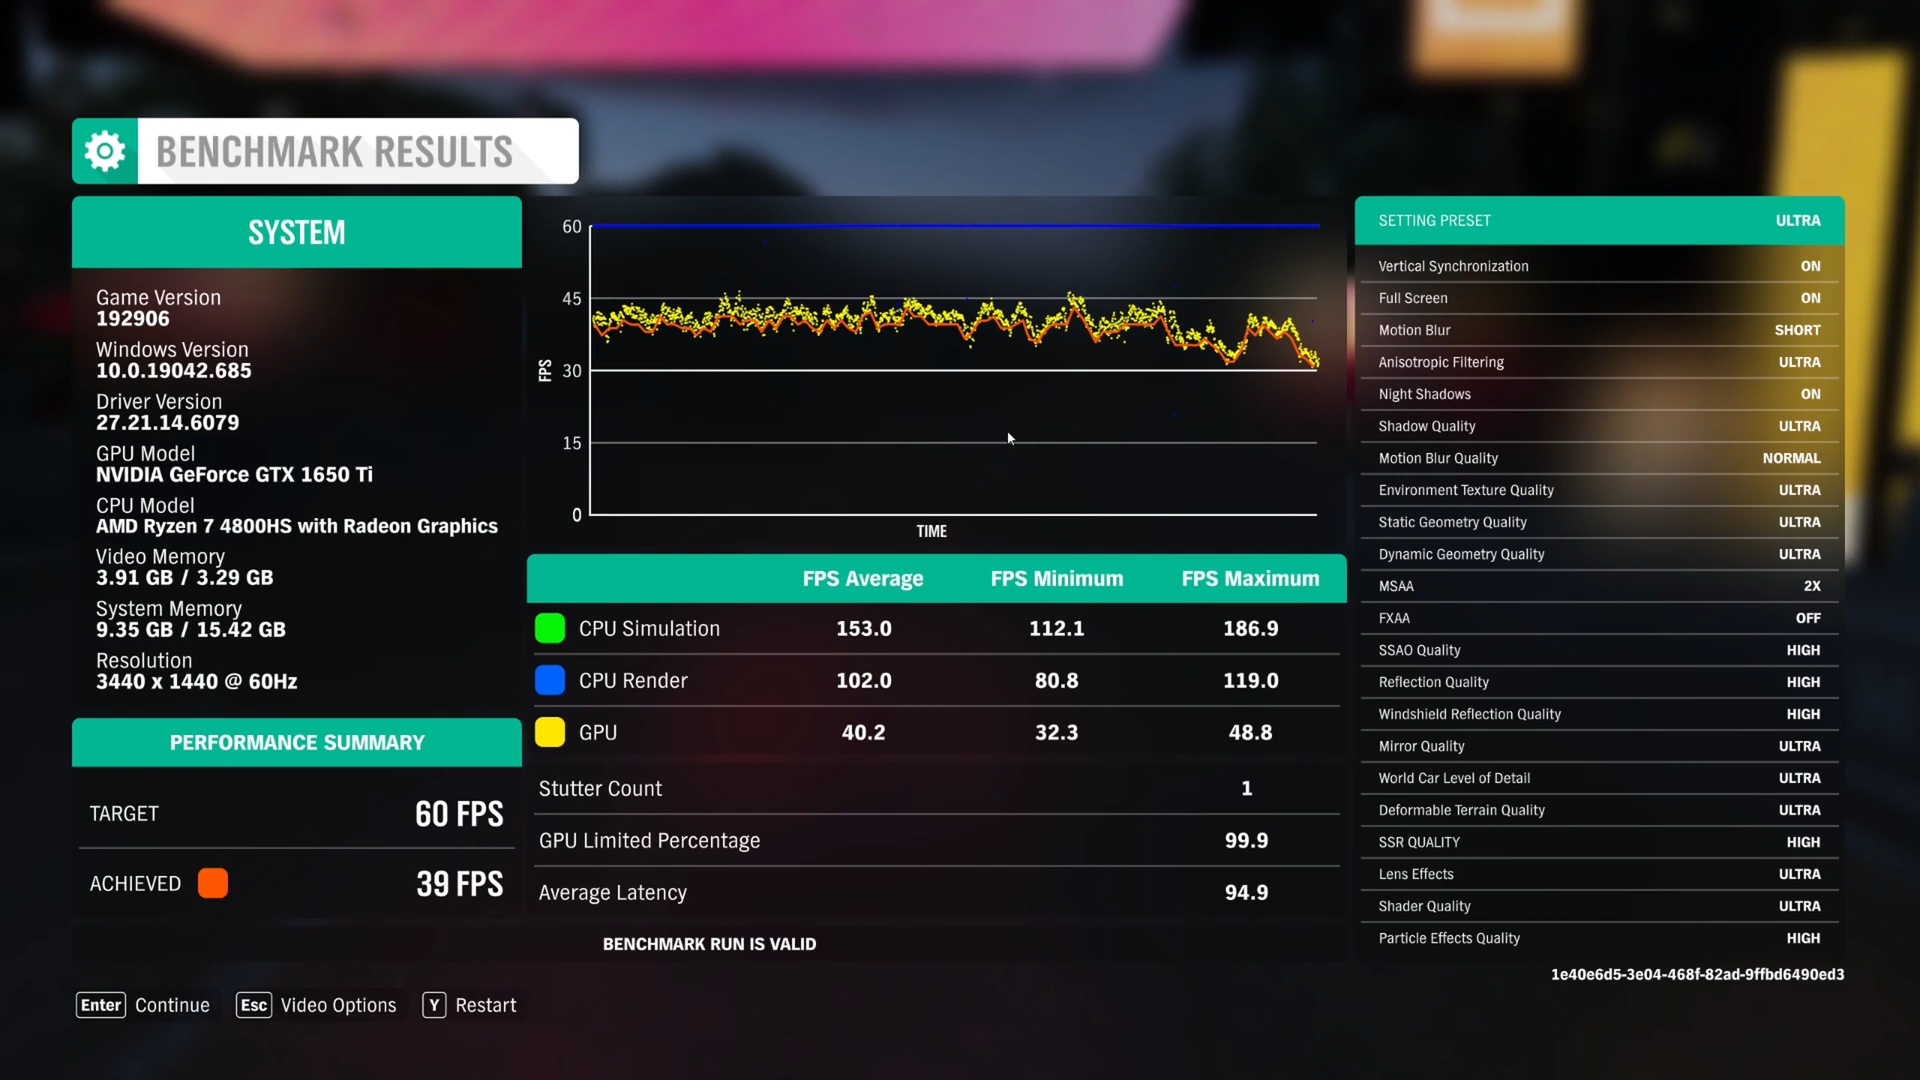 BENCHMARK RESULTS
SYSTEM
Game Version
192906
Windows Version
10.0.19042.685
Driver Version
27.21.14.6079
GPU Model
NVIDIA GeForce GTX 1650 Ti
CPU Model
AMD Ryzen 7 4800HS with Radeon Graphics
Video Memory
3.91 GB / 3.29 GB
System Memory
9.35 GB / 15.42 GB
Resolution
3440 x 1440 @ 60Hz
PERFORMANCE SUMMARY
TARGET 60 FPS
ACHIEVED 39 FPS
60
45
30
15
0
FPS
TIME
FPS Average FPS Minimum FPS Maximum
CPU Simulation 153.0 112.1 186.9
CPU Render 102.0 80.8 119.0
GPU 40.2 32.3 48.8
Stutter Count 1
GPU Limited Percentage 99.9
Average Latency 94.9
BENCHMARK RUN IS VALID
SETTING PRESET ULTRA
Vertical Synchronization ON
Full Screen ON
Motion Blur SHORT
Anisotropic Filtering ULTRA
Night Shadows ON
Shadow Quality ULTRA
Motion Blur Quality NORMAL
Environment Texture Quality ULTRA
Static Geometry Quality ULTRA
Dynamic Geometry Quality ULTRA
MSAA 2X
FXAA OFF
SSAO Quality HIGH
Reflection Quality HIGH
Windshield Reflection Quality HIGH
Mirror Quality ULTRA
World Car Level of Detail ULTRA
Deformable Terrain Quality ULTRA
SSR QUALITY HIGH
Lens Effects ULTRA
Shader Quality ULTRA
Particle Effects Quality HIGH
1e40e6d5-3e04-468f-82ad-9ffbd6490ed3
Enter Continue Esc Video Options Y Restart